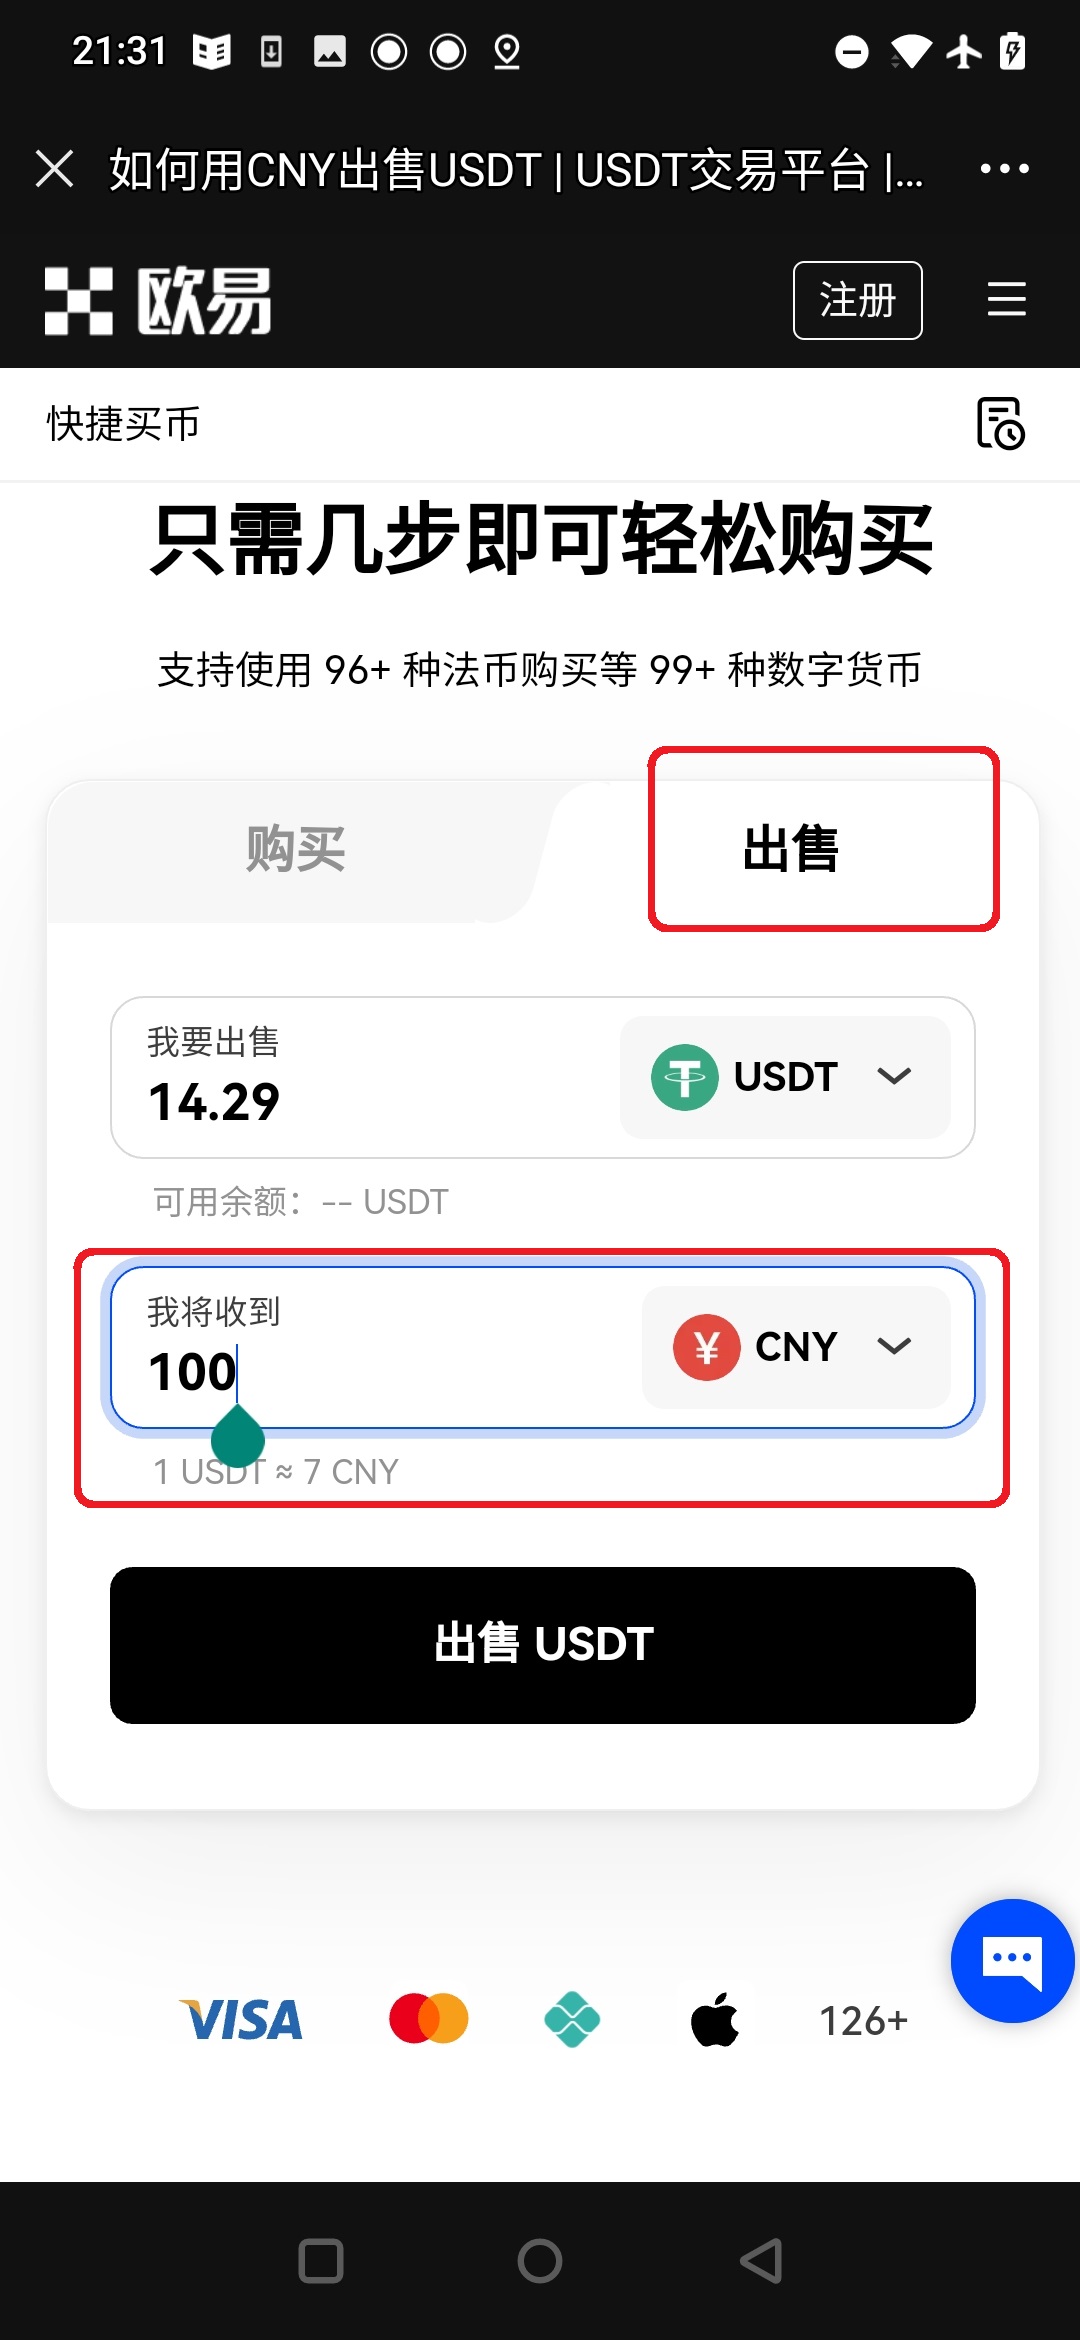 21:31
如何用CNY出售USDT | USDT交易平台 |...
欧易
注册
快捷买币
只需几步即可轻松购买
支持使用 96+ 种法币购买等 99+ 种数字货币
购买
出售
我要出售
14.29
USDT
可用余额：-- USDT
我将收到
100
¥ CNY
1 USDT ≈ 7 CNY
出售 USDT
VISA
126+